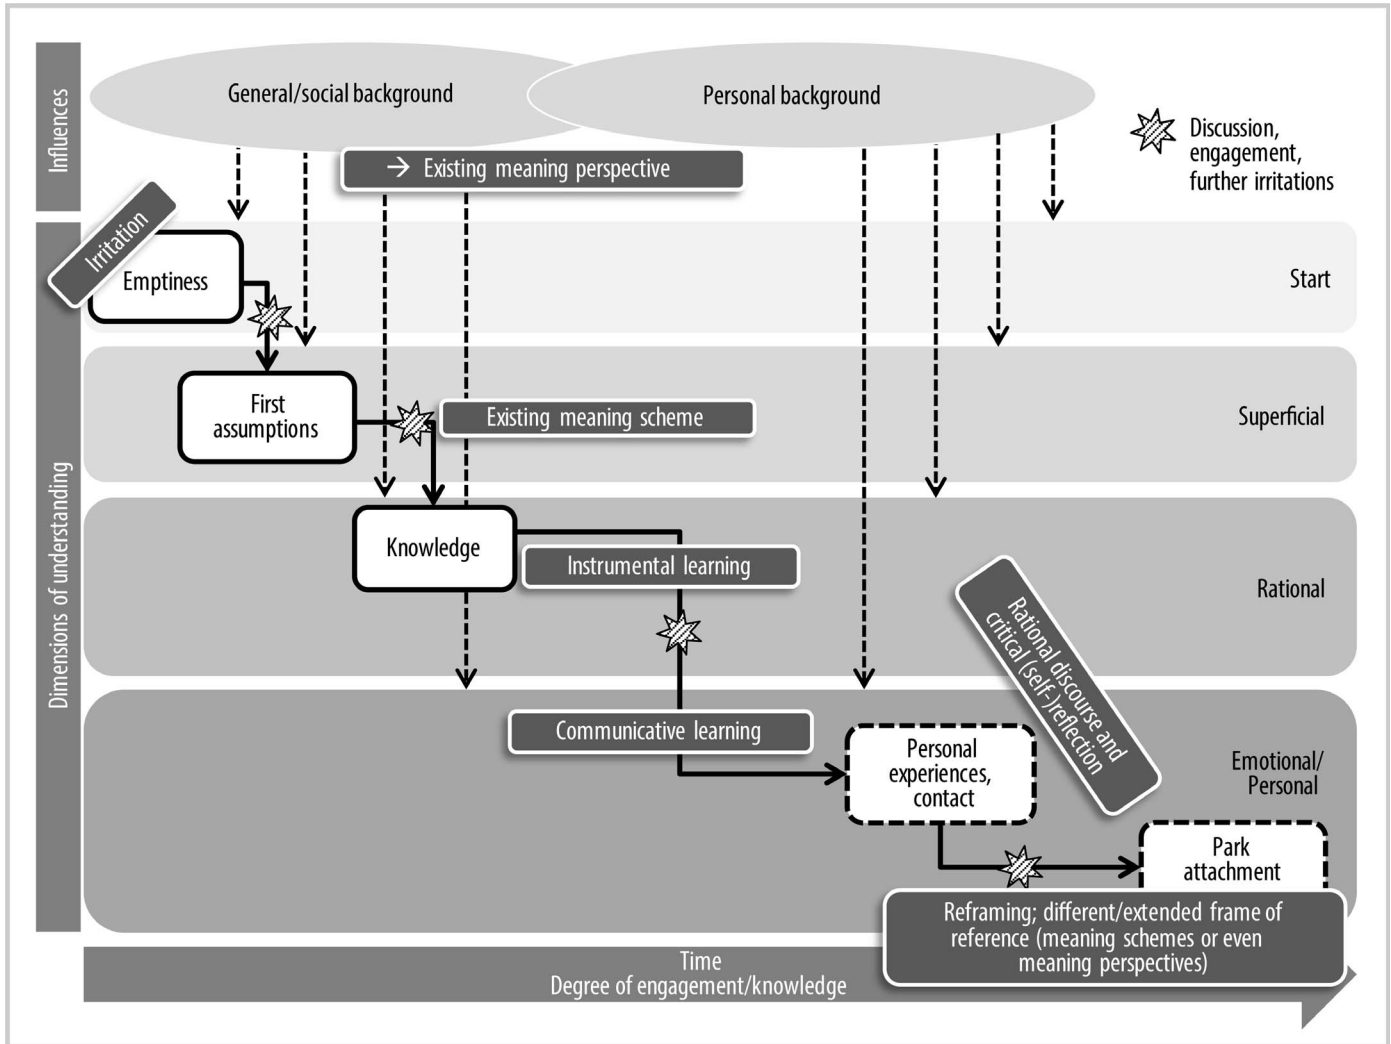 Influences
General/social background
Personal background
→ Existing meaning perspective
Discussion,
engagement,
further irritations
Dimensions of understanding
Irritation
Emptiness
Start
First
assumptions
Existing meaning scheme
Superficial
Knowledge
Instrumental learning
Rational
Rational discourse and
critical (self-)reflection
Communicative learning
Personal
experiences,
contact
Emotional/
Personal
Park
attachment
Reframing; different/extended frame of
reference (meaning schemes or even
meaning perspectives)
Time
Degree of engagement/knowledge